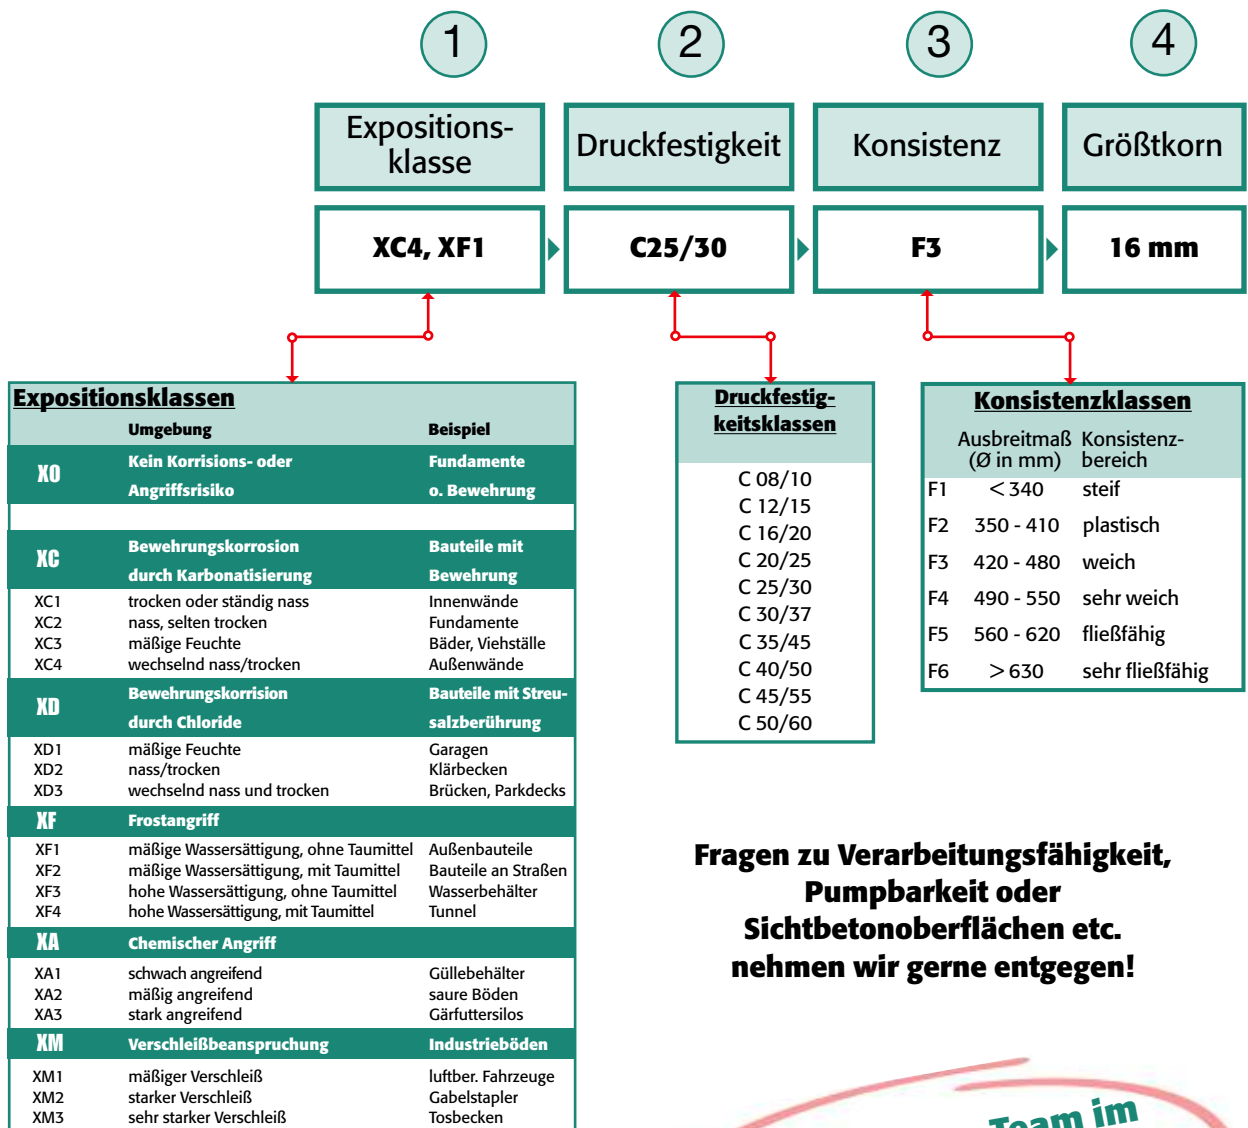 1
2
3
4
Expositions-
klasse
Druckfestigkeit
Konsistenz
Größtkorn
XC4, XF1
C25/30
F3
16 mm
Expositionsklassen
Umgebung Beispiel
XO Kein Korrisions- oder Fundamente
Angriffsrisiko o. Bewehrung
XC Bewehrungskorrosion Bauteile mit
durch Karbonatisierung Bewehrung
XC1 trocken oder ständig nass Innenwände
XC2 nass, selten trocken Fundamente
XC3 mäßige Feuchte Bäder, Viehställe
XC4 wechselnd nass/trocken Außenwände
XD Bewehrungskorrision Bauteile mit Streu-
durch Chloride salzberührung
XD1 mäßige Feuchte Garagen
XD2 nass/trocken Klärbecken
XD3 wechselnd nass und trocken Brücken, Parkdecks
XF Frostangriff
XF1 mäßige Wassersättigung, ohne Taumittel Außenbauteile
XF2 mäßige Wassersättigung, mit Taumittel Bauteile an Straßen
XF3 hohe Wassersättigung, ohne Taumittel Wasserbehälter
XF4 hohe Wassersättigung, mit Taumittel Tunnel
XA Chemischer Angriff
XA1 schwach angreifend Güllebehälter
XA2 mäßig angreifend saure Böden
XA3 stark angreifend Gärfuttersilos
XM Verschleißbeanspruchung Industrieböden
XM1 mäßiger Verschleiß luftber. Fahrzeuge
XM2 starker Verschleiß Gabelstapler
XM3 sehr starker Verschleiß Tosbecken
Druckfestig-
keitsklassen
C 08/10
C 12/15
C 16/20
C 20/25
C 25/30
C 30/37
C 35/45
C 40/50
C 45/55
C 50/60
Konsistenzklassen
Ausbreitmaß Konsistenz-
(Ø in mm) bereich
F1 < 340 steif
F2 350 - 410 plastisch
F3 420 - 480 weich
F4 490 - 550 sehr weich
F5 560 - 620 fließfähig
F6 > 630 sehr fließfähig
Fragen zu Verarbeitungsfähigkeit,
Pumpbarkeit oder
Sichtbetonoberflächen etc.
nehmen wir gerne entgegen!
Team im